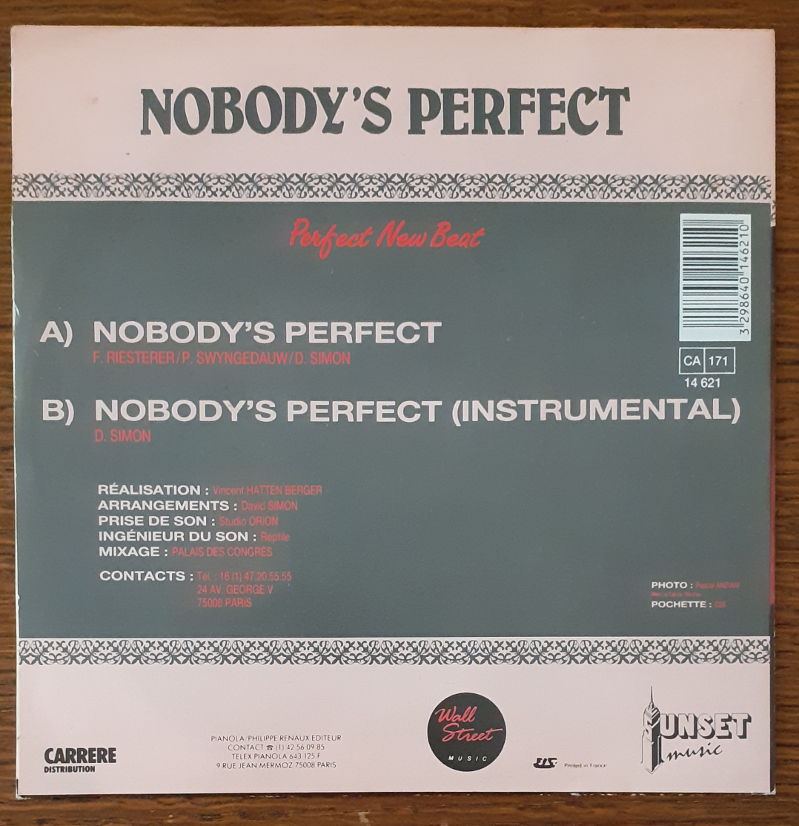 NOBODY'S PERFECT
Perfect New Beat
3 298640 146210
CA 171
14 621
A) NOBODY'S PERFECT
F. RIESTERER/P. SWYNGEDAUW/D. SIMON
B) NOBODY'S PERFECT (INSTRUMENTAL)
D. SIMON
RÉALISATION : Vincent HATTEN BERGER
ARRANGEMENTS : David SIMON
PRISE DE SON : Studio ORION
INGÉNIEUR DU SON : Reptile
MIXAGE : PALAIS DES CONGRÈS
CONTACTS : Tél. : 16 (1) 47.20.55.55
24 AV. GEORGE V
75008 PARIS
PHOTO :
POCHETTE :
CARRERE
DISTRIBUTION
PIANOLA/PHILIPPE RENAUX EDITEUR
CONTACT ☎ (1) 42 56 09 85
TELEX PIANOLA 643 125 F
9 RUE JEAN MERMOZ 75008 PARIS
Wall
Street
MUSIC
Printed in France
SUNSET
music